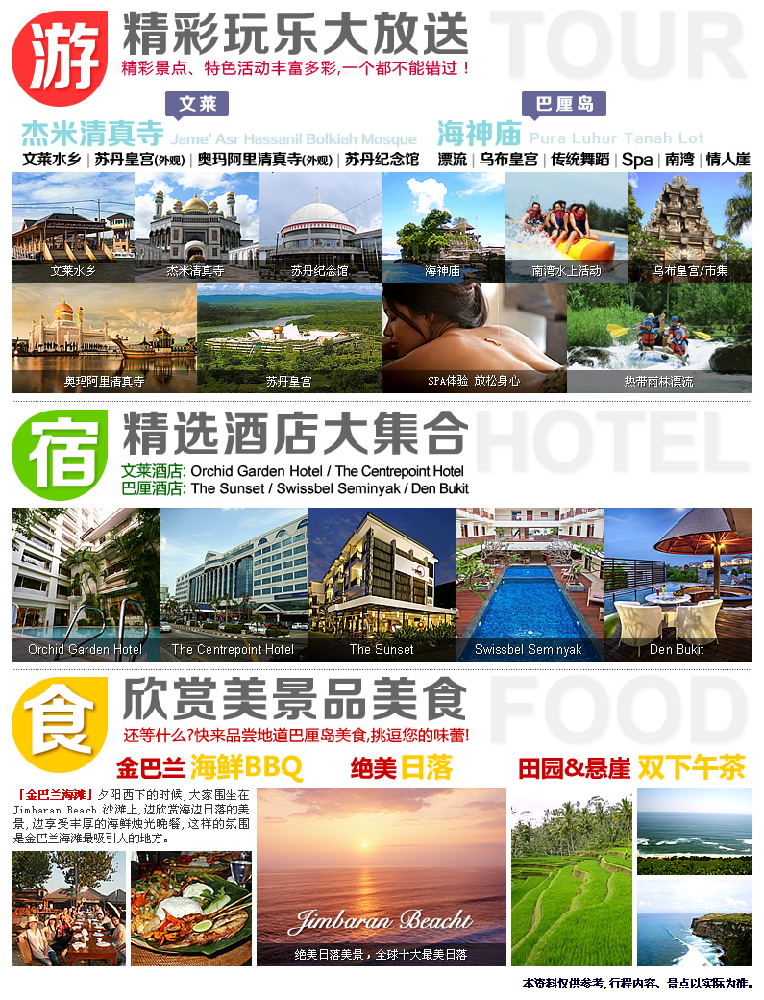 游
精彩玩乐大放送
TOUR
精彩景点、特色活动丰富多彩,一个都不能错过！
文莱
巴厘岛
杰米清真寺 Jame' Asr Hassanil Bolkiah Mosque
海神庙 Pura Luhur Tanah Lot
文莱水乡 | 苏丹皇宫(外观) | 奥玛阿里清真寺(外观) | 苏丹纪念馆
漂流 | 乌布皇宫 | 传统舞蹈 | Spa | 南湾 | 情人崖
文莱水乡
杰米清真寺
苏丹纪念馆
海神庙
南湾水上活动
乌布皇宫/市集
奥玛阿里清真寺
苏丹皇宫
SPA体验 放松身心
热带雨林漂流
宿
精选酒店大集合
HOTEL
文莱酒店: Orchid Garden Hotel / The Centrepoint Hotel
巴厘酒店: The Sunset / Swissbel Seminyak / Den Bukit
Orchid Garden Hotel
The Centrepoint Hotel
The Sunset
Swissbel Seminyak
Den Bukit
食
欣赏美景品美食
FOOD
还等什么?快来品尝地道巴厘岛美食,挑逗您的味蕾!
金巴兰 海鲜BBQ
绝美 日落
田园&悬崖 双下午茶
「金巴兰海滩」夕阳西下的时候,大家围坐在
Jimbaran Beach 沙滩上,边欣赏海边日落的美
景,边享受丰厚的海鲜烛光晚餐,这样的氛围
是金巴兰海滩最吸引人的地方。
Jimbaran Beacht
绝美日落美景，全球十大最美日落
本资料仅供参考,行程内容、景点以实际为准。